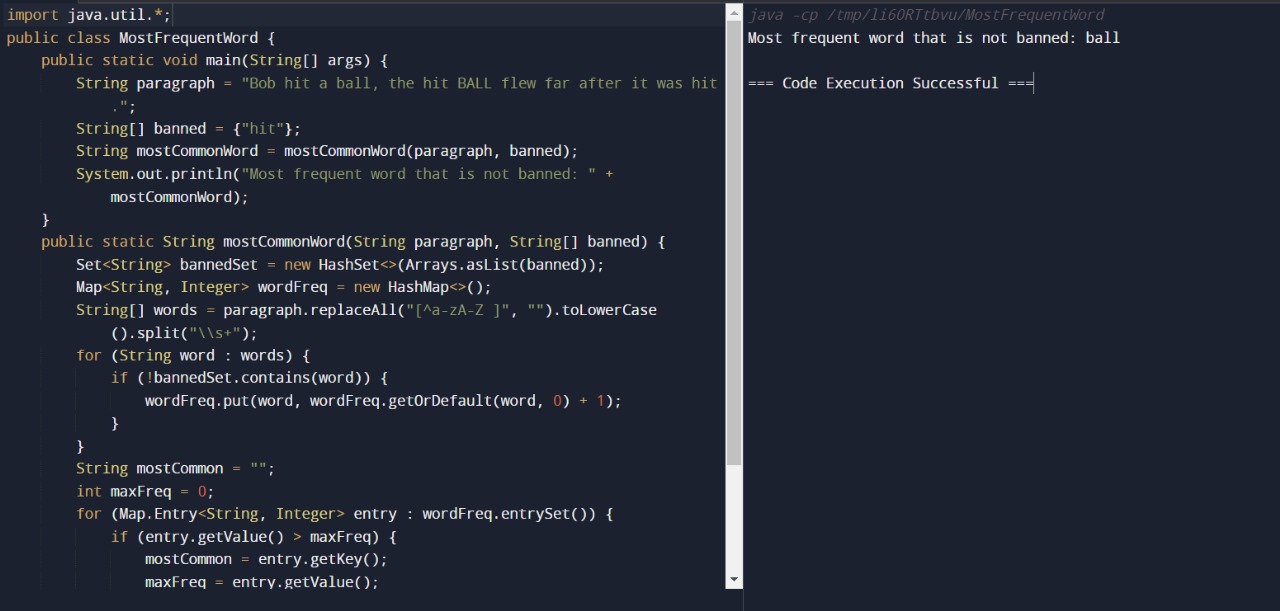 import java.util.*;
public class MostFrequentWord {
    public static void main(String[] args) {
        String paragraph = "Bob hit a ball, the hit BALL flew far after it was hit
            .";
        String[] banned = {"hit"};
        String mostCommonWord = mostCommonWord(paragraph, banned);
        System.out.println("Most frequent word that is not banned: " +
            mostCommonWord);
    }
    public static String mostCommonWord(String paragraph, String[] banned) {
        Set<String> bannedSet = new HashSet<>(Arrays.asList(banned));
        Map<String, Integer> wordFreq = new HashMap<>();
        String[] words = paragraph.replaceAll("[^a-zA-Z ]", "").toLowerCase
            ().split("\\s+");
        for (String word : words) {
            if (!bannedSet.contains(word)) {
                wordFreq.put(word, wordFreq.getOrDefault(word, 0) + 1);
            }
        }
        String mostCommon = "";
        int maxFreq = 0;
        for (Map.Entry<String, Integer> entry : wordFreq.entrySet()) {
            if (entry.getValue() > maxFreq) {
                mostCommon = entry.getKey();
                maxFreq = entry.getValue();
java -cp /tmp/li6ORTtbvu/MostFrequentWord
Most frequent word that is not banned: ball
=== Code Execution Successful ===